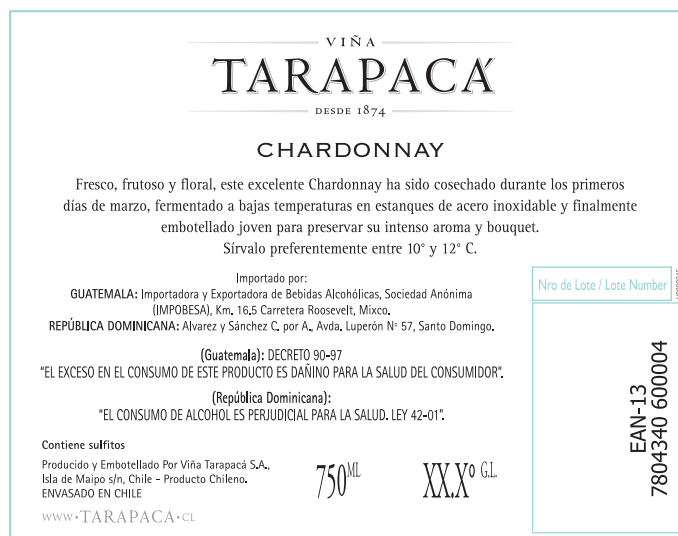 VIÑA
TARAPACÁ
DESDE 1874
CHARDONNAY
Fresco, frutoso y floral, este excelente Chardonnay ha sido cosechado durante los primeros
días de marzo, fermentado a bajas temperaturas en estanques de acero inoxidable y finalmente
embotellado joven para preservar su intenso aroma y bouquet.
Sírvalo preferentemente entre 10° y 12° C.
Importado por:
GUATEMALA: Importadora y Exportadora de Bebidas Alcohólicas, Sociedad Anónima
(IMPOBESA), Km. 16.5 Carretera Roosevelt, Mixco.
REPÚBLICA DOMINICANA: Alvarez y Sánchez C. por A., Avda. Luperón Nº 57, Santo Domingo.
(Guatemala): DECRETO 90-97
"EL EXCESO EN EL CONSUMO DE ESTE PRODUCTO ES DAÑINO PARA LA SALUD DEL CONSUMIDOR".
(República Dominicana):
"EL CONSUMO DE ALCOHOL ES PERJUDICIAL PARA LA SALUD. LEY 42-01".
Contiene sulfitos
Producido y Embotellado Por Viña Tarapacá S.A.,
Isla de Maipo s/n, Chile - Producto Chileno.
ENVASADO EN CHILE
WWW·TARAPACA·CL
750 ML
XX.Xº G.L.
Nro de Lote / Lote Number
EAN-13
7804340 600004